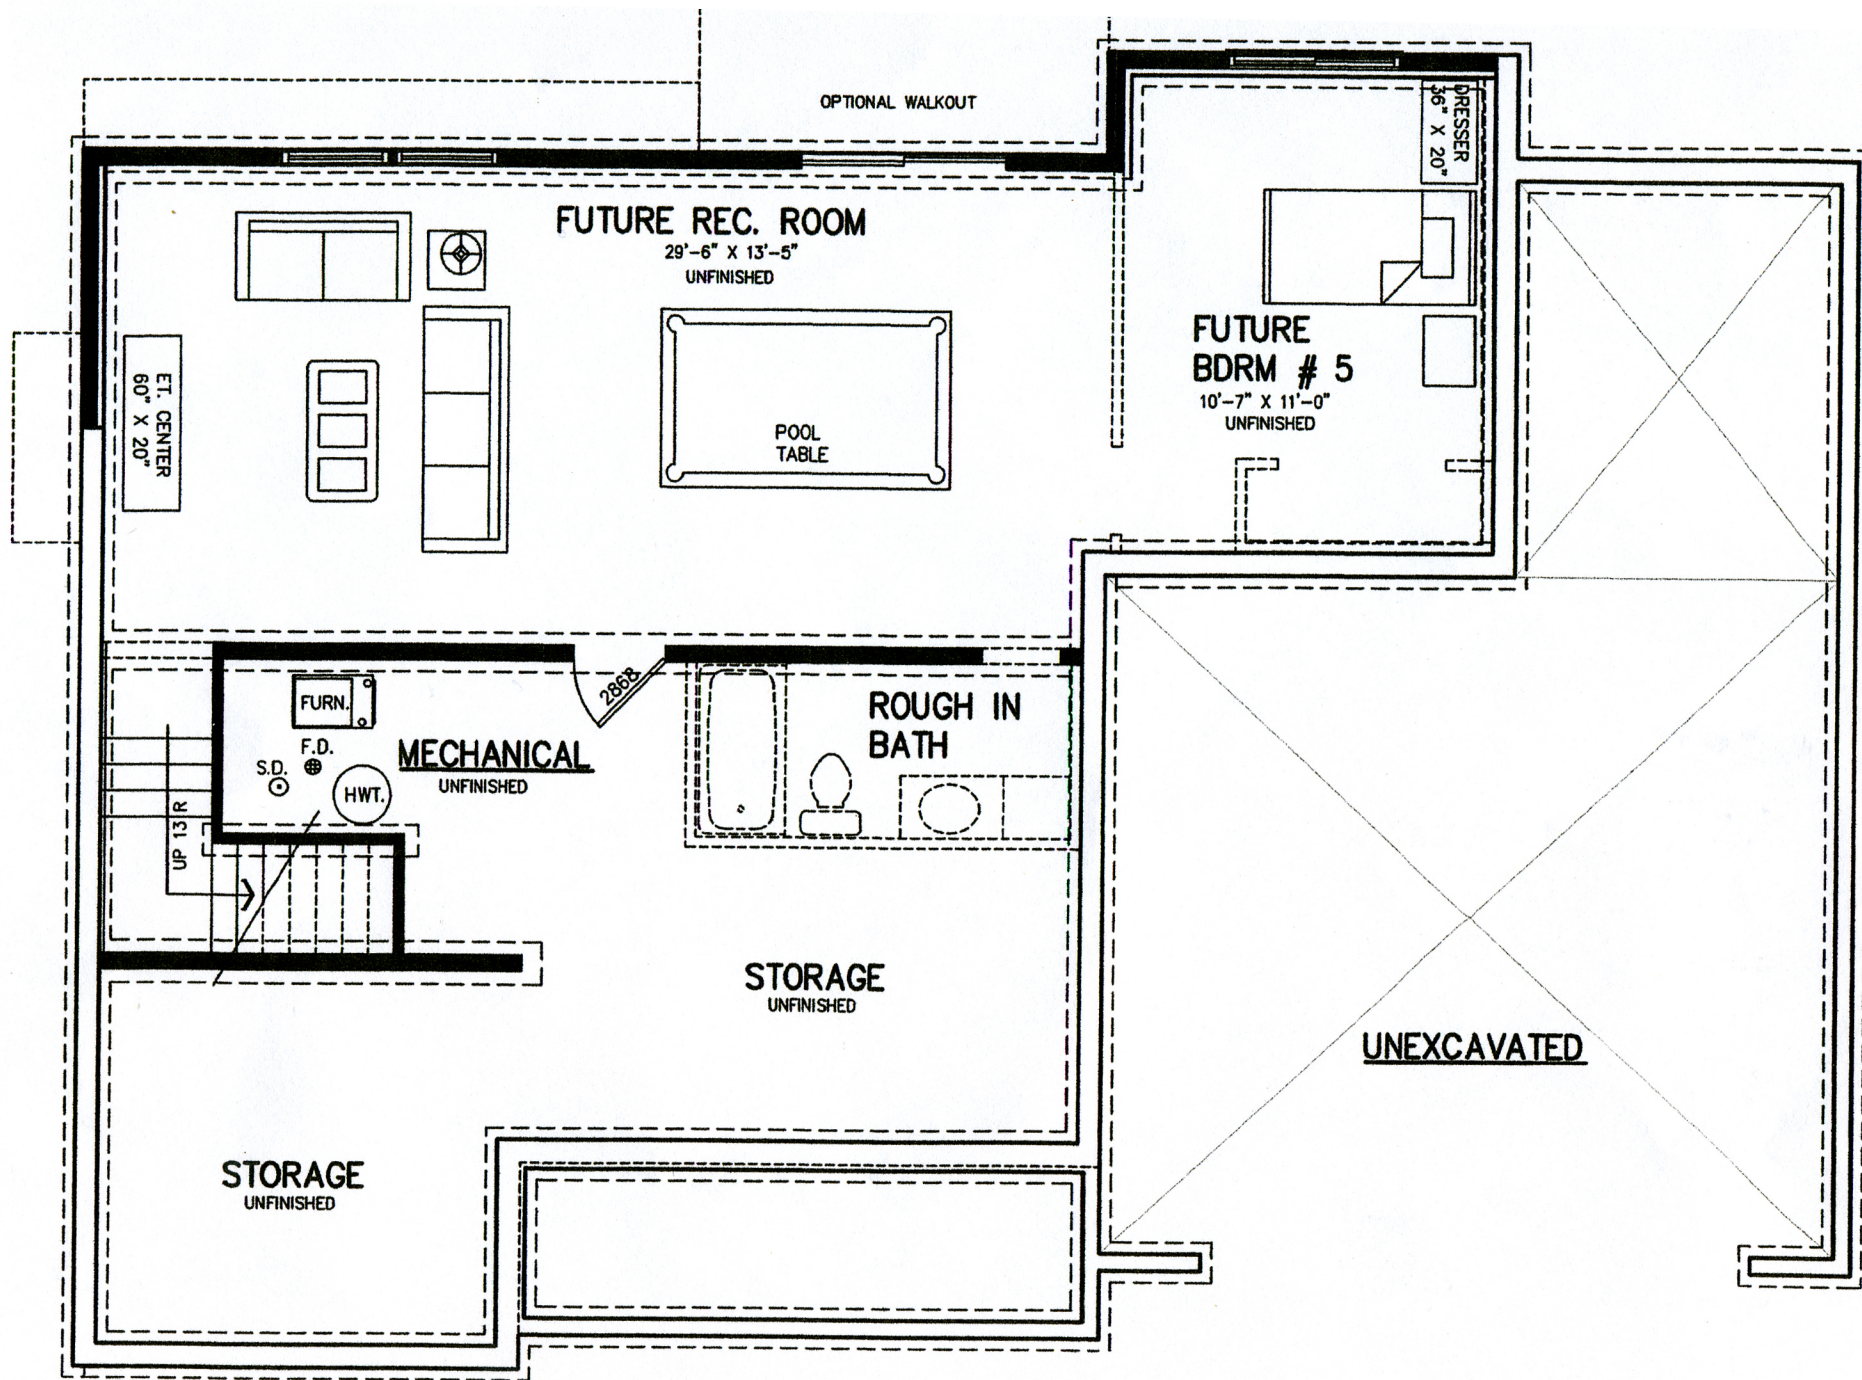 OPTIONAL WALKOUT
DRESSER
36" X 20"
FUTURE REC. ROOM
29'-6" X 13'-5"
UNFINISHED
FUTURE
BDRM # 5
10'-7" X 11'-0"
UNFINISHED
ET. CENTER
60" X 20"
POOL
TABLE
2868
FURN.
ROUGH IN
BATH
F.D.
MECHANICAL
UNFINISHED
S.D.
HWT.
UP 13 R
STORAGE
UNFINISHED
UNEXCAVATED
STORAGE
UNFINISHED